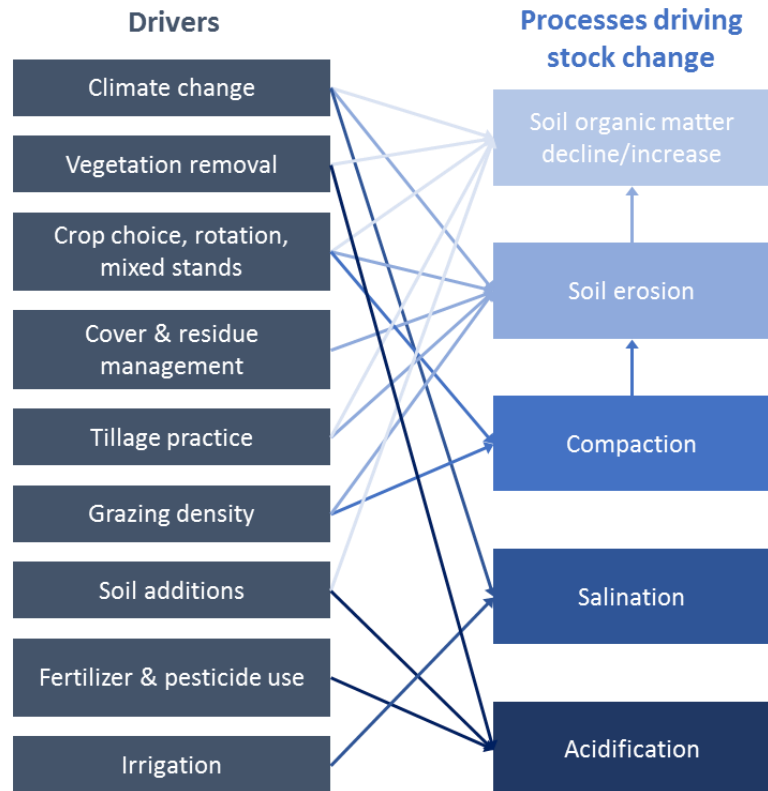 Drivers
Climate change
Vegetation removal
Crop choice, rotation,
mixed stands
Cover & residue
management
Tillage practice
Grazing density
Soil additions
Fertilizer & pesticide use
Irrigation
Processes driving
stock change
Soil organic matter
decline/increase
Soil erosion
Compaction
Salination
Acidification